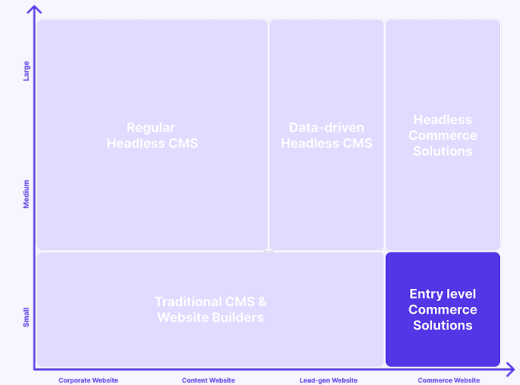 Large
Medium
Small
Regular
Headless CMS
Data-driven
Headless CMS
Headless
Commerce
Solutions
Traditional CMS &
Website Builders
Entry level
Commerce
Solutions
Corporate Website
Content Website
Lead-gen Website
Commerce Website